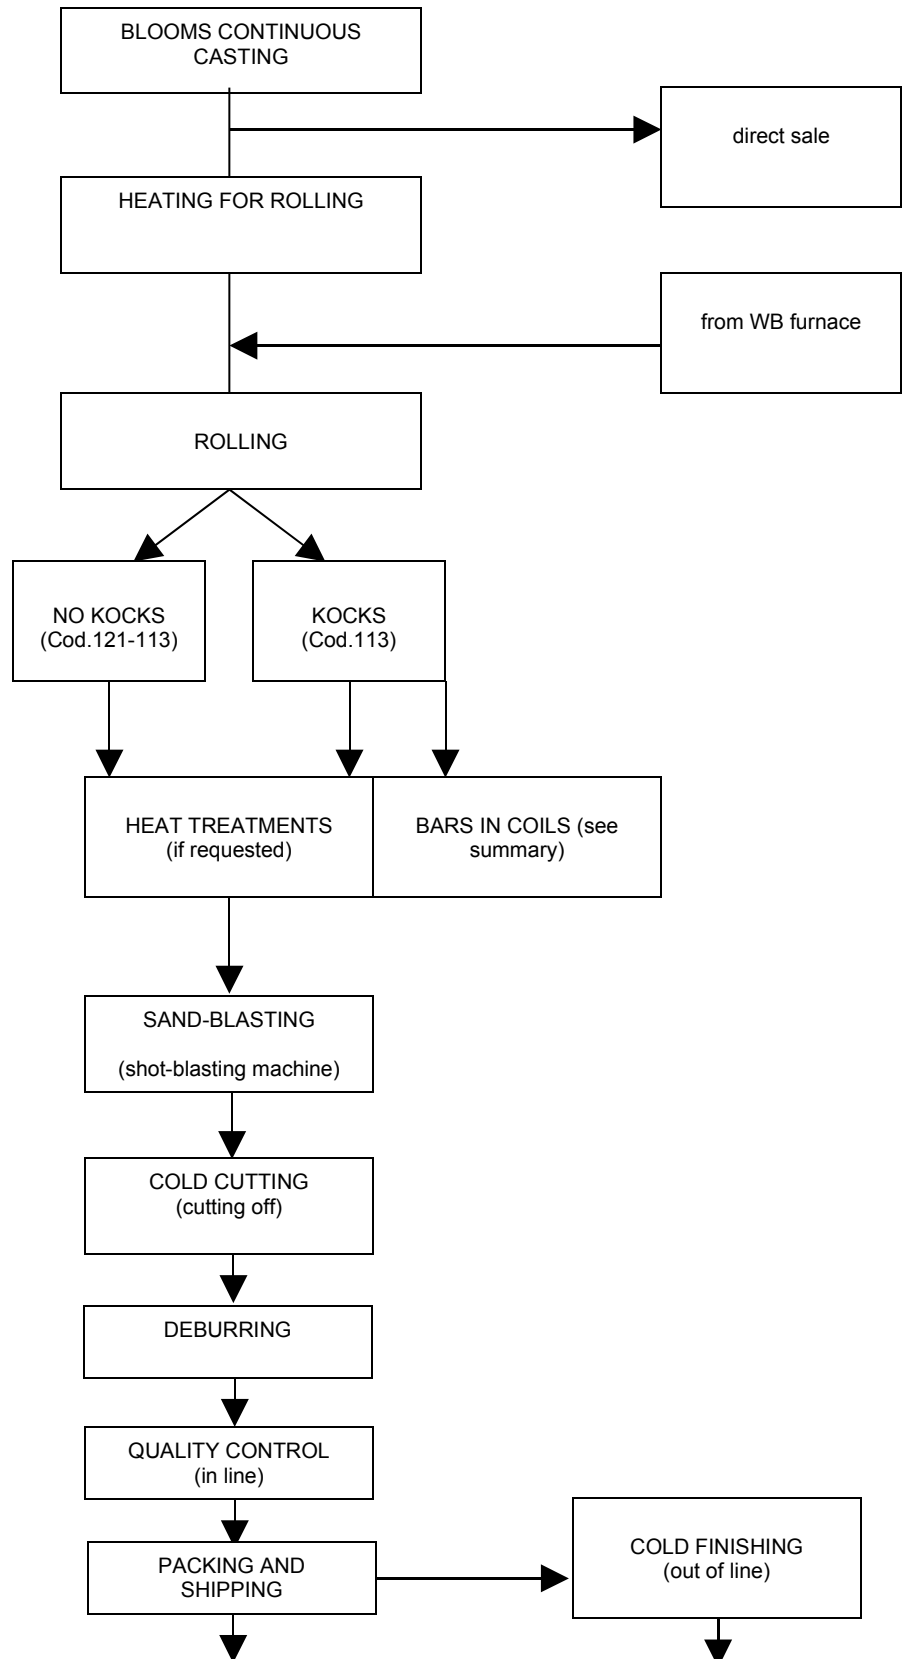 BLOOMS CONTINUOUS
CASTING
direct sale
HEATING FOR ROLLING
from WB furnace
ROLLING
NO KOCKS
(Cod.121-113)
KOCKS
(Cod.113)
HEAT TREATMENTS
(if requested)
BARS IN COILS (see
summary)
SAND-BLASTING
(shot-blasting machine)
COLD CUTTING
(cutting off)
DEBURRING
QUALITY CONTROL
(in line)
PACKING AND
SHIPPING
COLD FINISHING
(out of line)